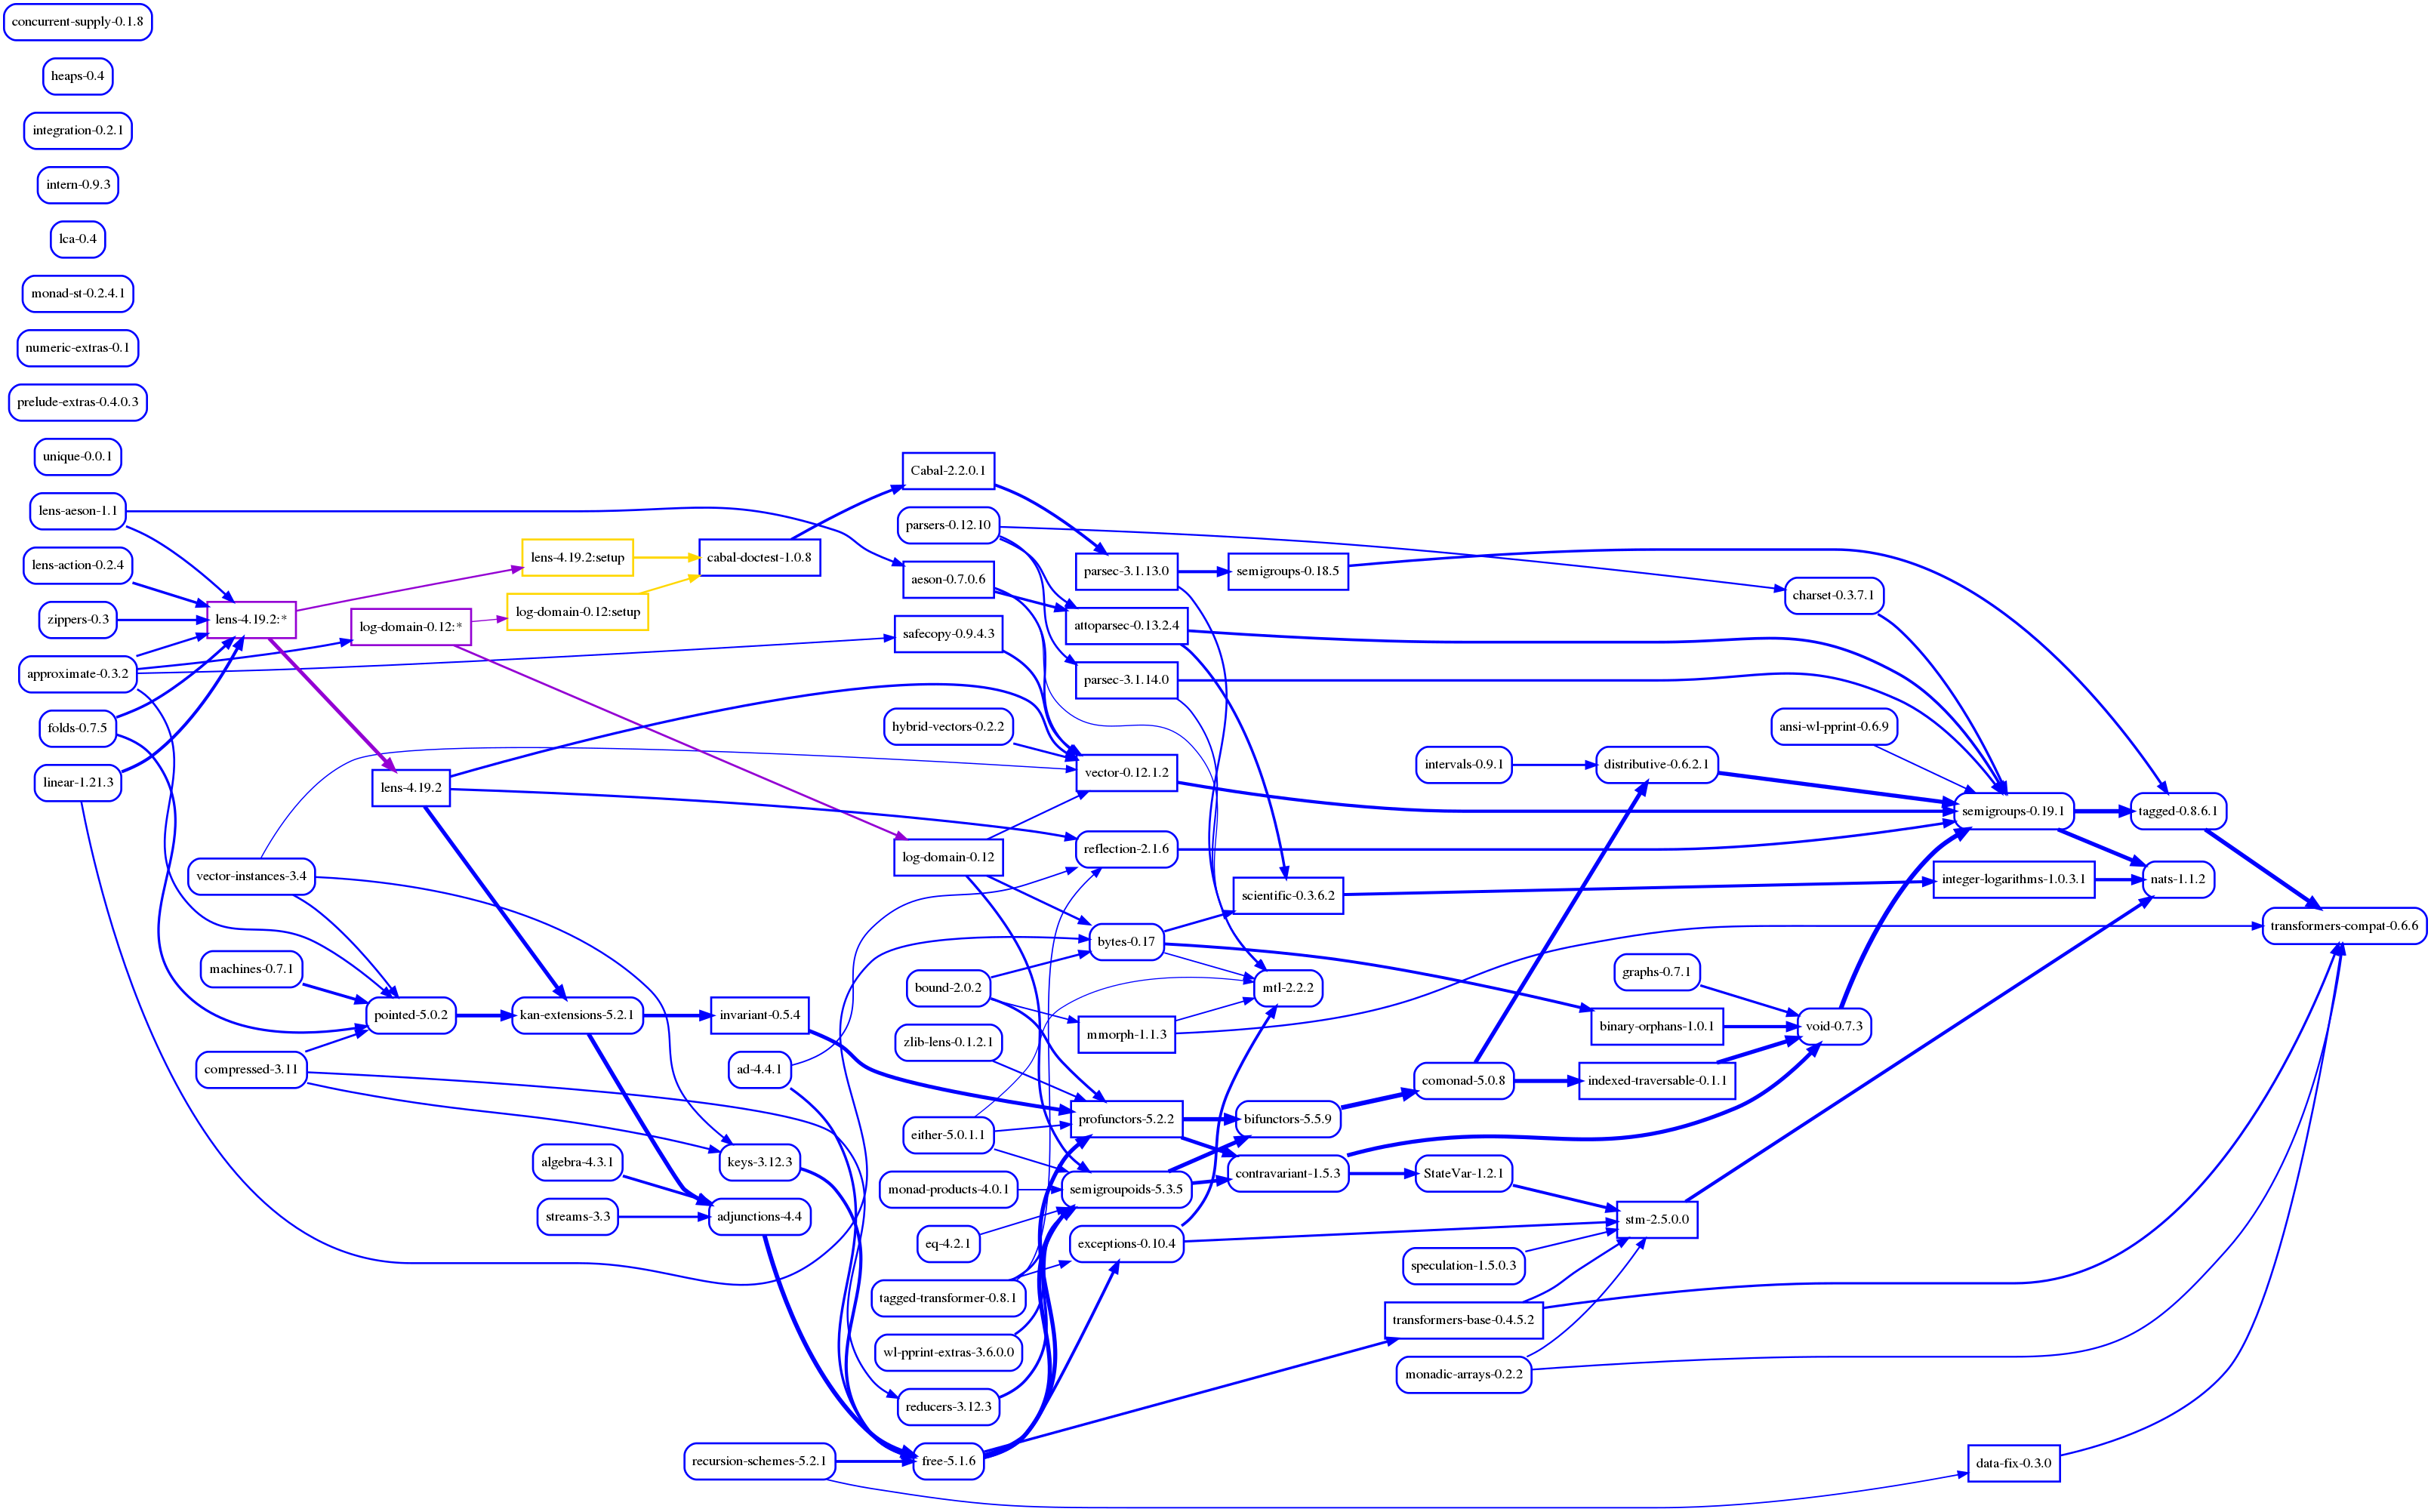 concurrent-supply-0.1.8
heaps-0.4
integration-0.2.1
intern-0.9.3
lca-0.4
monad-st-0.2.4.1
numeric-extras-0.1
prelude-extras-0.4.0.3
unique-0.0.1
lens-aeson-1.1
lens-action-0.2.4
zippers-0.3
approximate-0.3.2
folds-0.7.5
linear-1.21.3
vector-instances-3.4
machines-0.7.1
compressed-3.11
lens-4.19.2:*
log-domain-0.12:*
lens-4.19.2
pointed-5.0.2
lens-4.19.2:setup
log-domain-0.12:setup
kan-extensions-5.2.1
algebra-4.3.1
streams-3.3
cabal-doctest-1.0.8
invariant-0.5.4
ad-4.4.1
keys-3.12.3
adjunctions-4.4
recursion-schemes-5.2.1
Cabal-2.2.0.1
parsers-0.12.10
aeson-0.7.0.6
safecopy-0.9.4.3
hybrid-vectors-0.2.2
log-domain-0.12
bound-2.0.2
zlib-lens-0.1.2.1
either-5.0.1.1
monad-products-4.0.1
eq-4.2.1
tagged-transformer-0.8.1
wl-pprint-extras-3.6.0.0
reducers-3.12.3
free-5.1.6
parsec-3.1.13.0
attoparsec-0.13.2.4
parsec-3.1.14.0
vector-0.12.1.2
reflection-2.1.6
bytes-0.17
mmorph-1.1.3
profunctors-5.2.2
semigroupoids-5.3.5
exceptions-0.10.4
semigroups-0.18.5
scientific-0.3.6.2
mtl-2.2.2
bifunctors-5.5.9
contravariant-1.5.3
intervals-0.9.1
comonad-5.0.8
StateVar-1.2.1
speculation-1.5.0.3
transformers-base-0.4.5.2
monadic-arrays-0.2.2
distributive-0.6.2.1
graphs-0.7.1
binary-orphans-1.0.1
indexed-traversable-0.1.1
stm-2.5.0.0
charset-0.3.7.1
ansi-wl-pprint-0.6.9
void-0.7.3
semigroups-0.19.1
integer-logarithms-1.0.3.1
data-fix-0.3.0
tagged-0.8.6.1
nats-1.1.2
transformers-compat-0.6.6